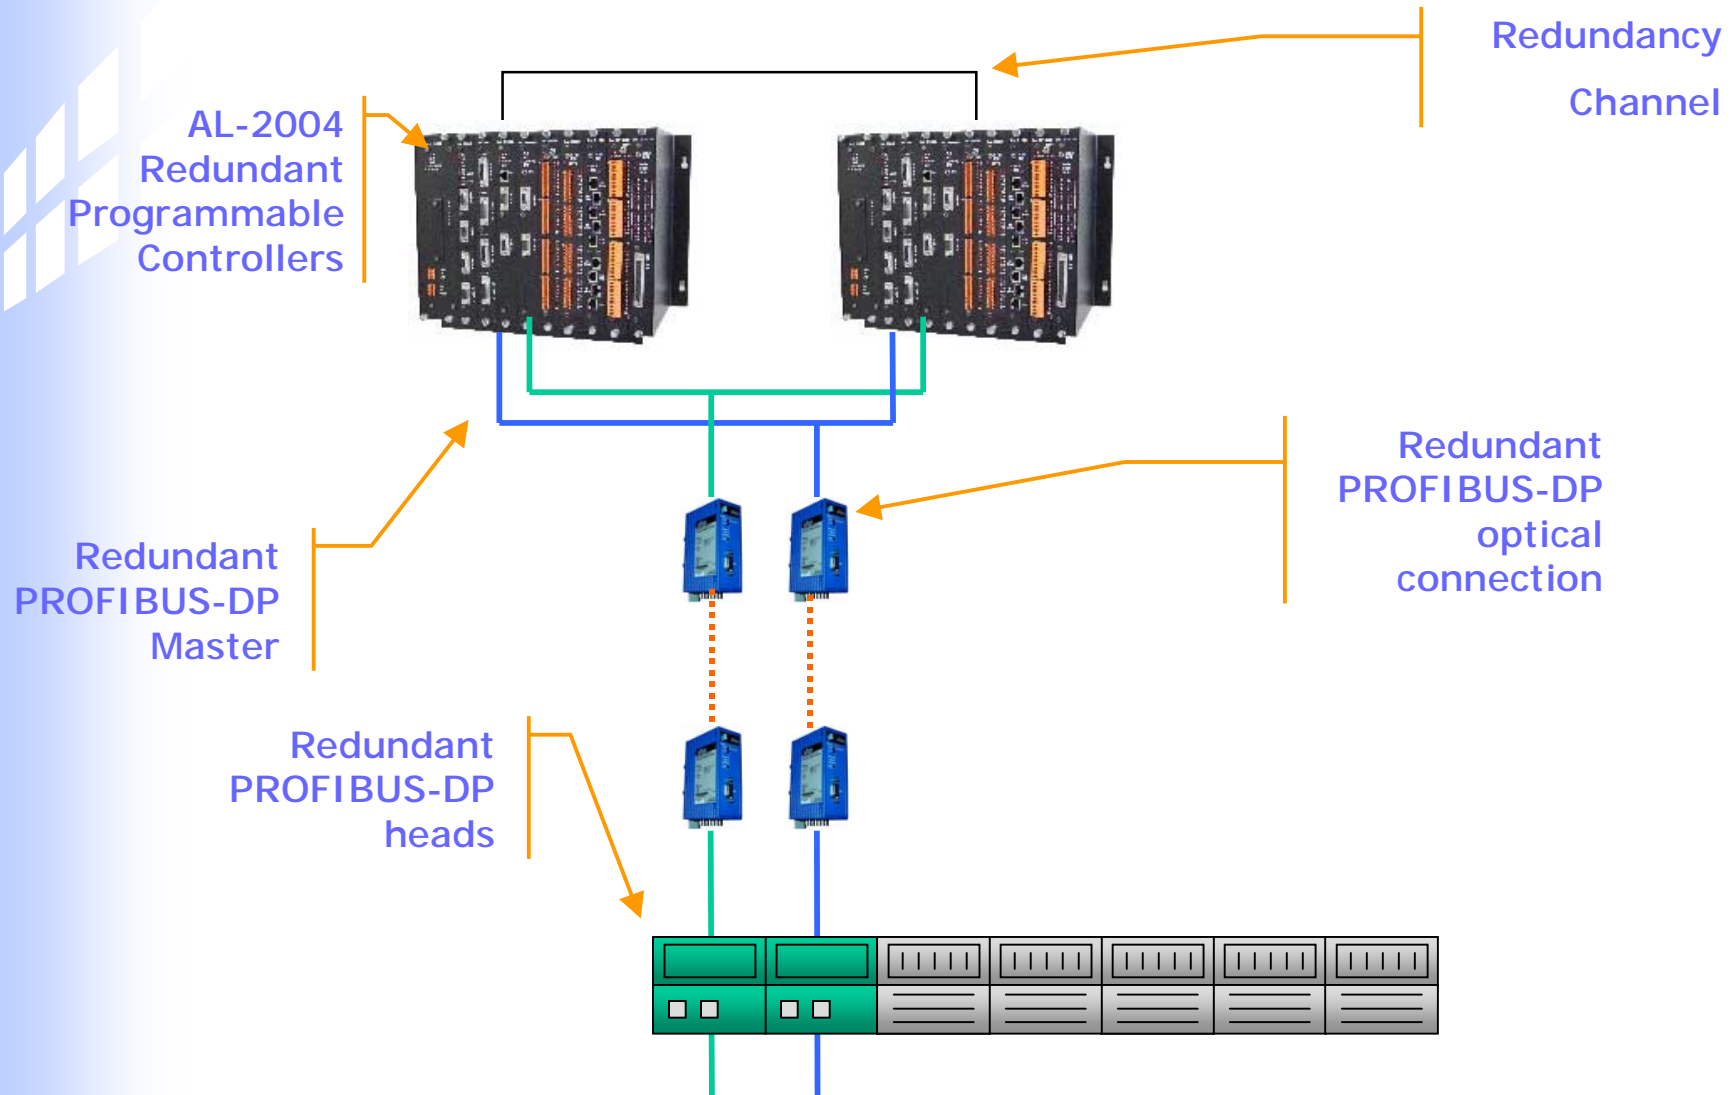 Redundancy
Channel
AL-2004
Redundant
Programmable
Controllers
Redundant
PROFIBUS-DP
optical
connection
Redundant
PROFIBUS-DP
Master
Redundant
PROFIBUS-DP
heads